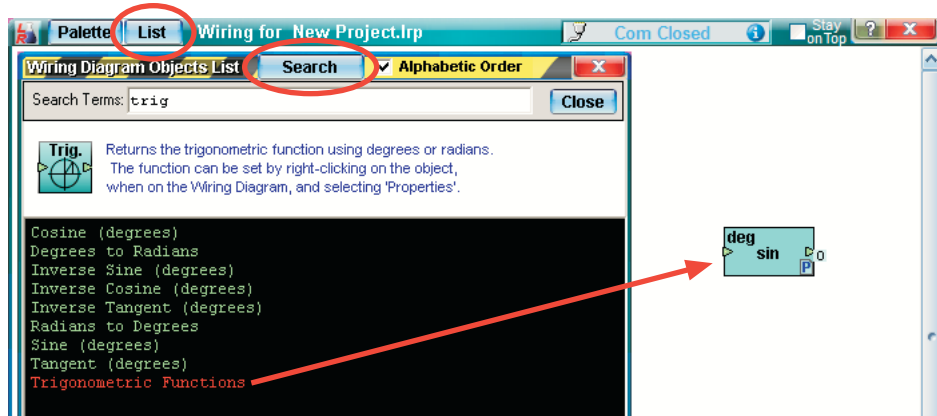 Palette List Wiring for New Project.lrp Com Closed Stay on Top ? X
Wiring Diagram Objects List Search Alphabetic Order X
Search Terms: trig Close
Trig.
Returns the trigonometric function using degrees or radians.
The function can be set by right-clicking on the object,
when on the Wiring Diagram, and selecting 'Properties'.
Cosine (degrees)
Degrees to Radians
Inverse Sine (degrees)
Inverse Cosine (degrees)
Inverse Tangent (degrees)
Radians to Degrees
Sine (degrees)
Tangent (degrees)
Trigonometric Functions
deg
sin 0
P